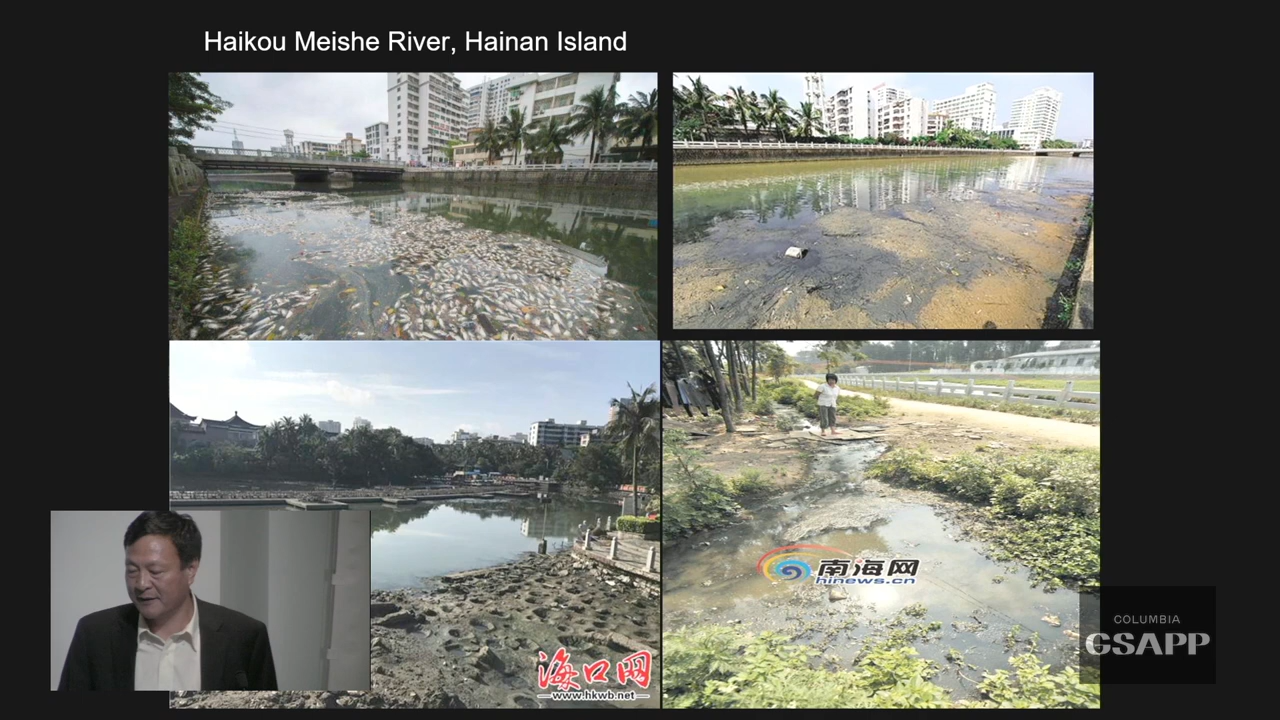 Haikou Meishe River, Hainan Island
南海网
hinews.cn
COLUMBIA
GSAPP
海口网
www.hkwb.net